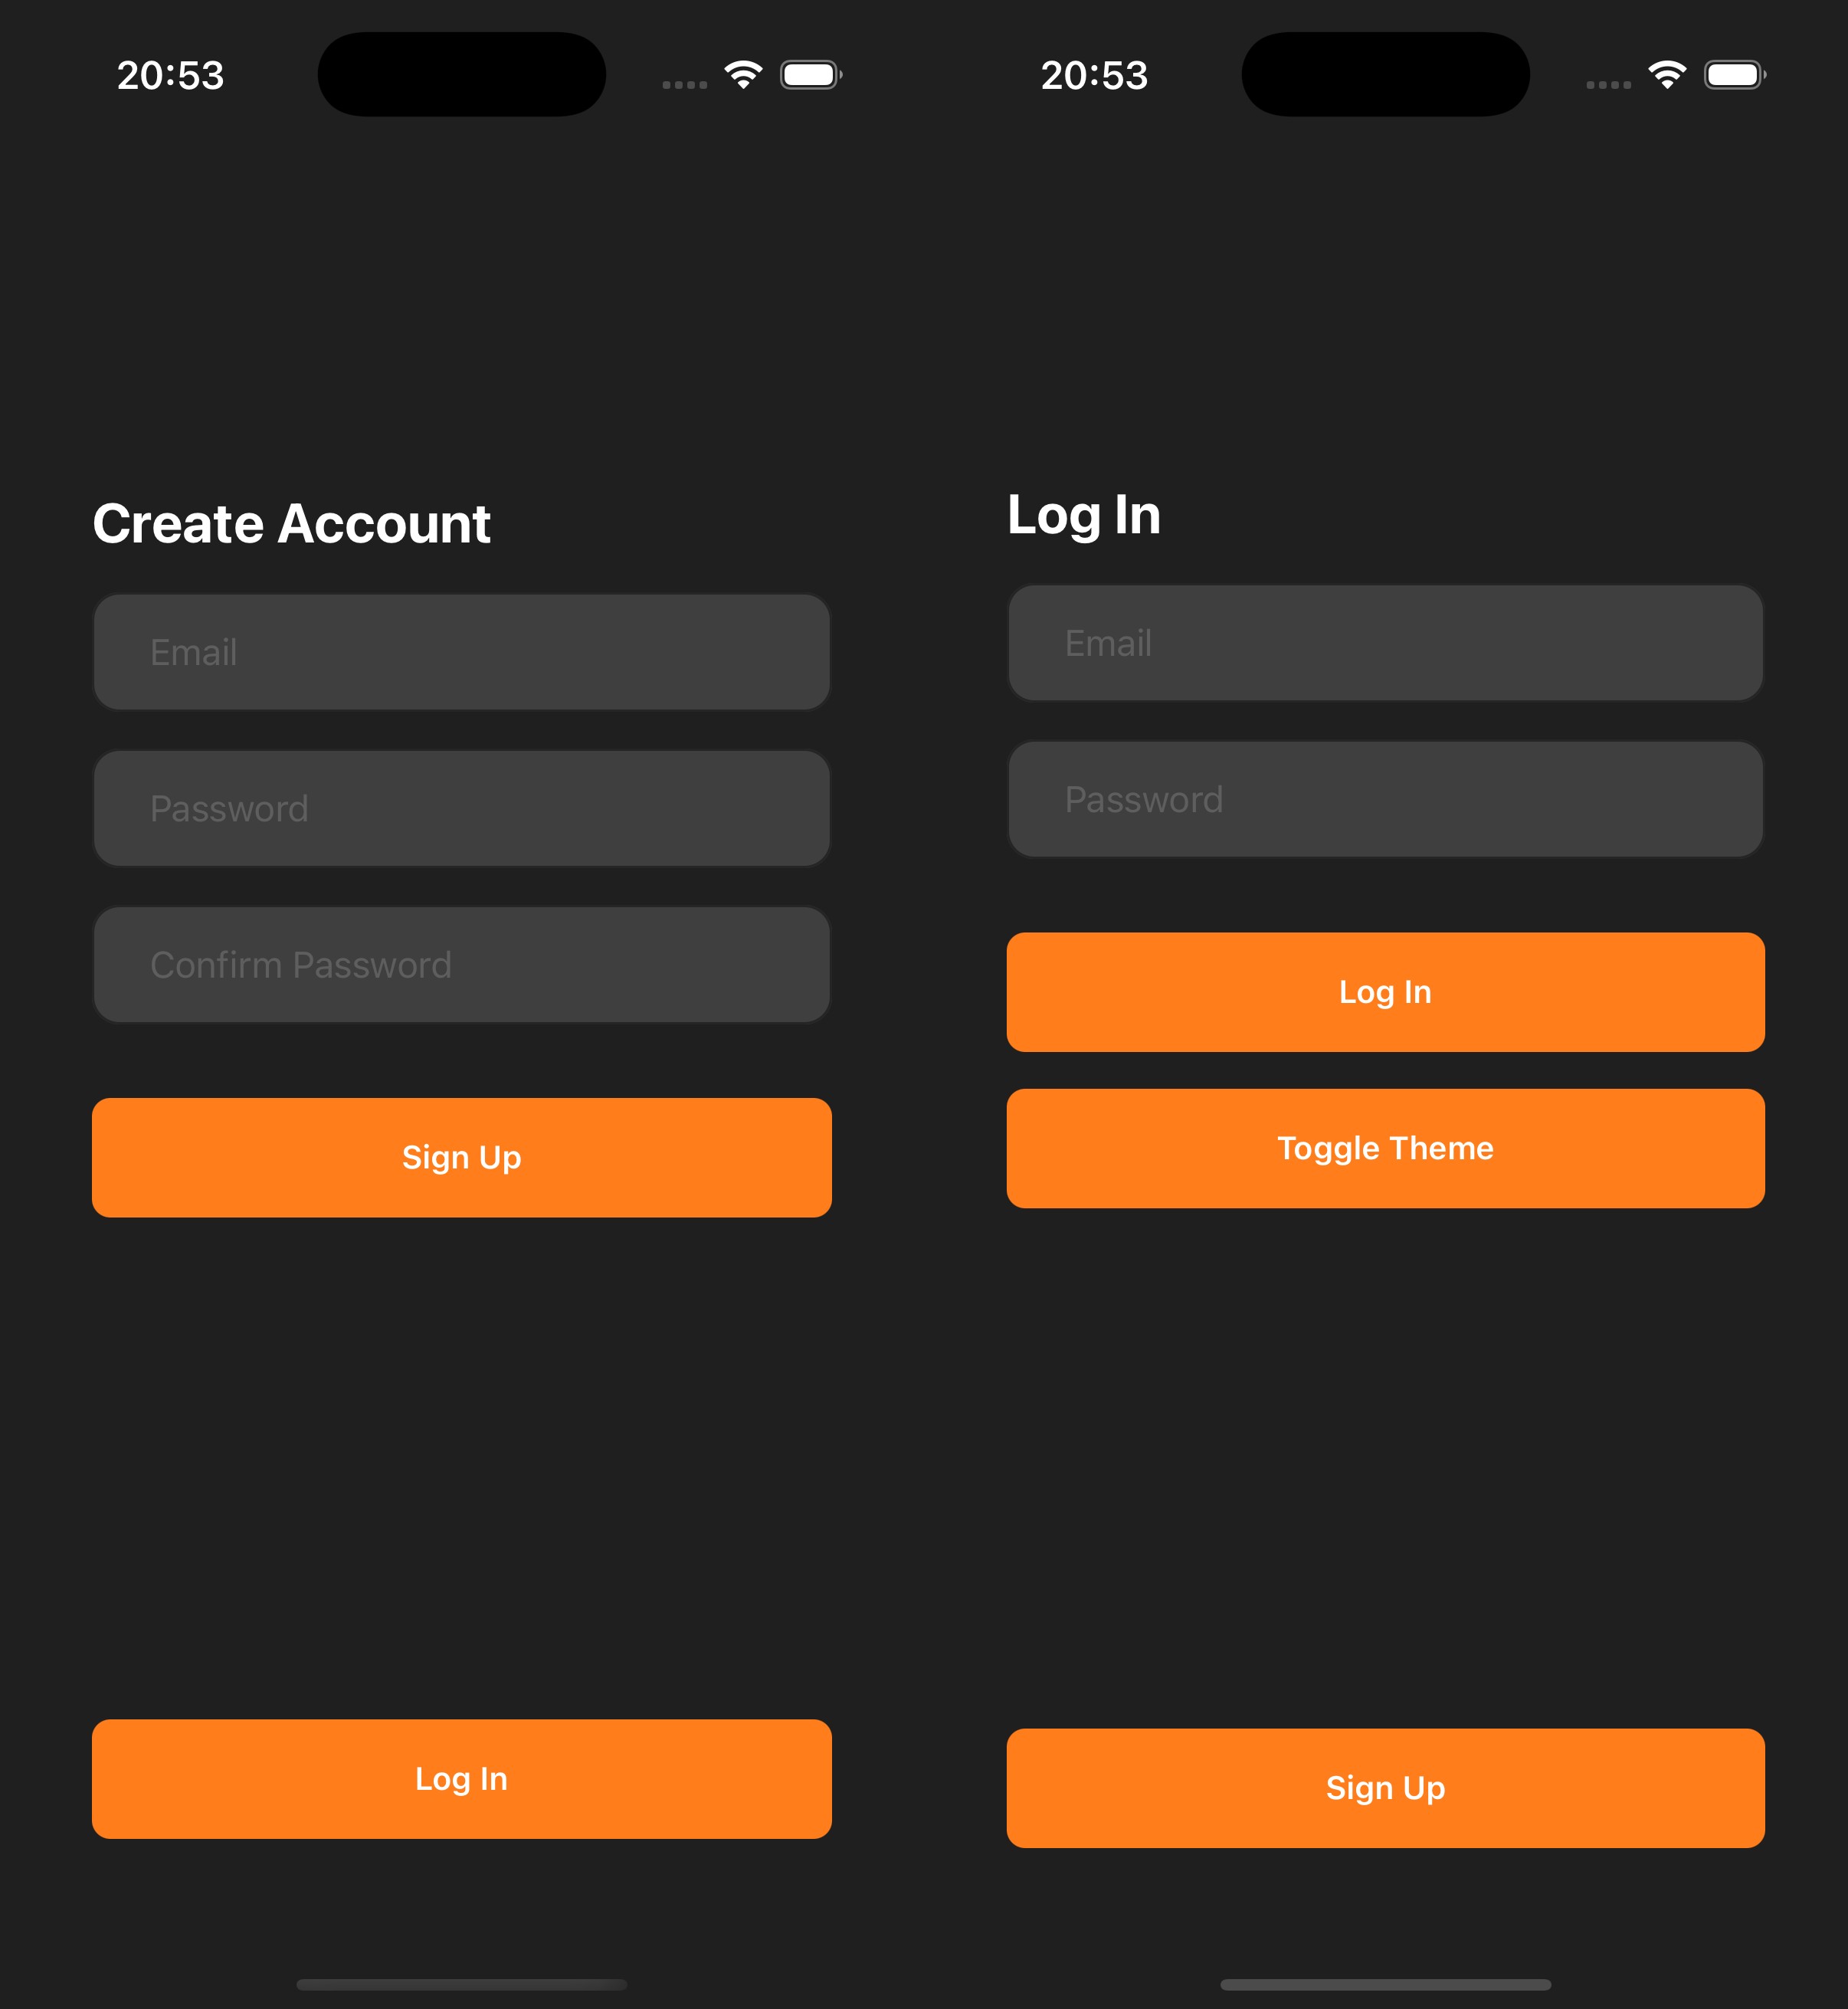 20:53
Create Account
Email
Password
Confirm Password
Sign Up
Log In
20:53
Log In
Email
Password
Log In
Toggle Theme
Sign Up